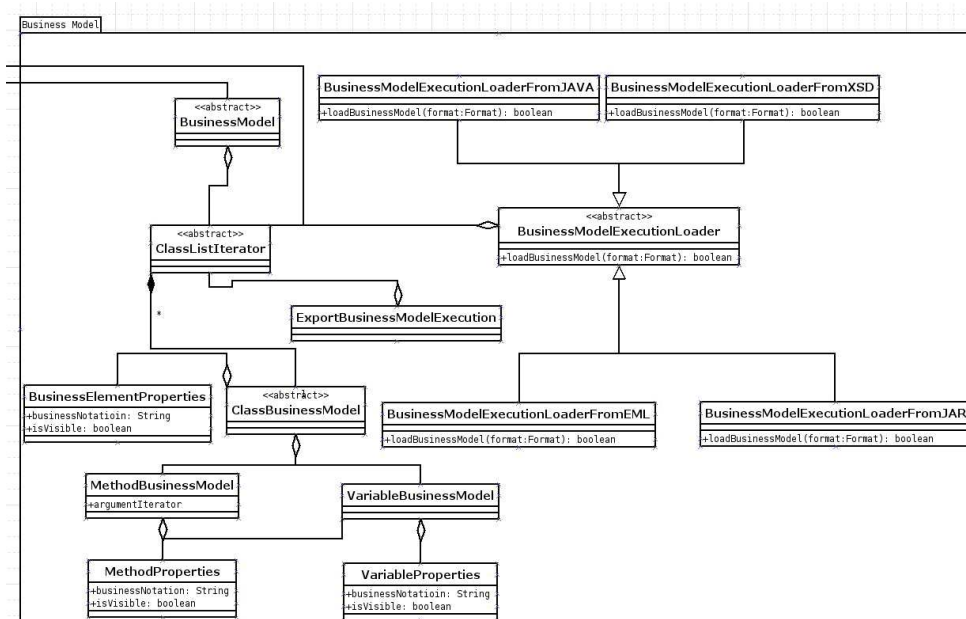 Business Model
BusinessModelExecutionLoaderFromJAVA
+loadBusinessModel(format:Format): boolean
BusinessModelExecutionLoaderFromXSD
+loadBusinessModel(format:Format): boolean
<<abstract>>
BusinessModel
<<abstract>>
BusinessModelExecutionLoader
+loadBusinessModel(format:Format): boolean
<<abstract>>
ClassListIterator
*
ExportBusinessModelExecution
BusinessElementProperties
+businessNotatioin: String
+isVisible: boolean
<<abstract>>
ClassBusinessModel
BusinessModelExecutionLoaderFromEML
+loadBusinessModel(format:Format): boolean
BusinessModelExecutionLoaderFromJAR
+loadBusinessModel(format:Format): boolean
MethodBusinessModel
+argumentIterator
VariableBusinessModel
MethodProperties
+businessNotation: String
+isVisible: boolean
VariableProperties
+businessNotatioin: String
+isVisible: boolean